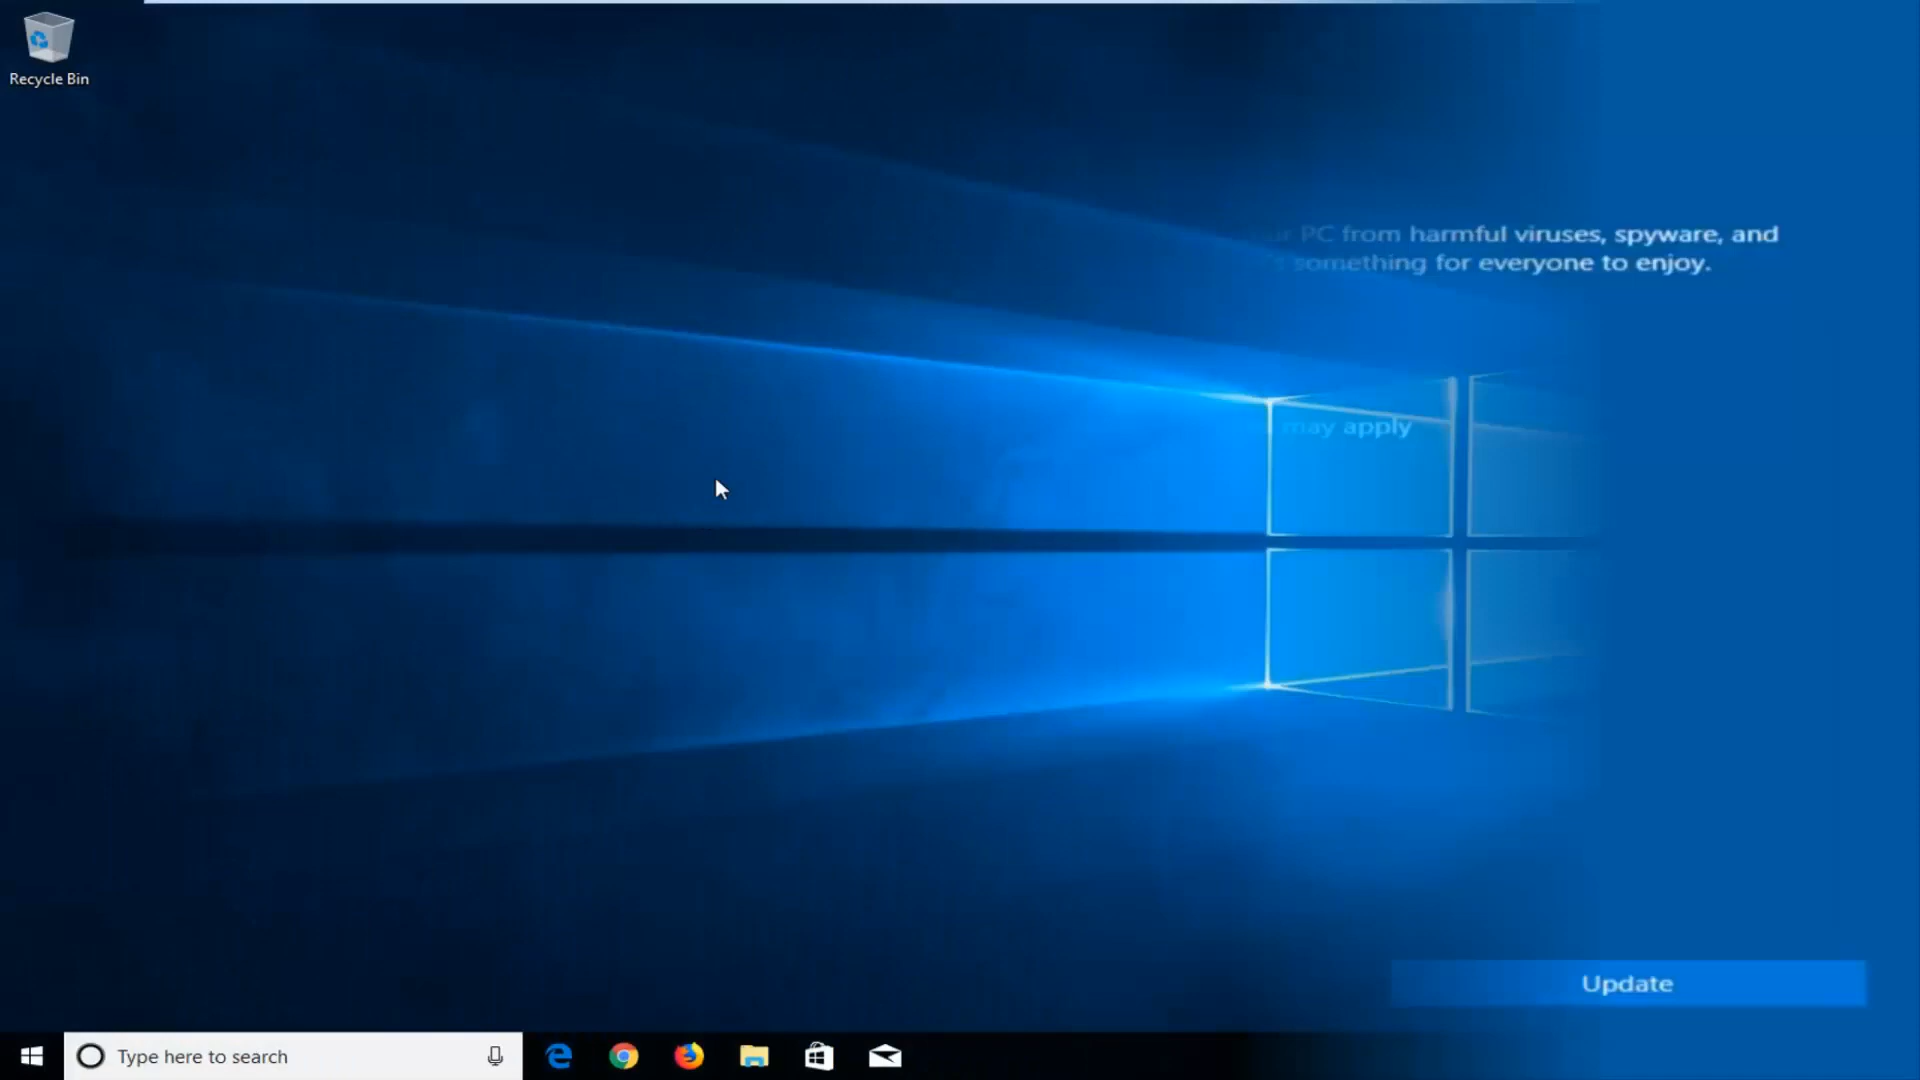 Recycle Bin
PC from harmful viruses, spyware, and
something for everyone to enjoy.
may apply
Update
Type here to search